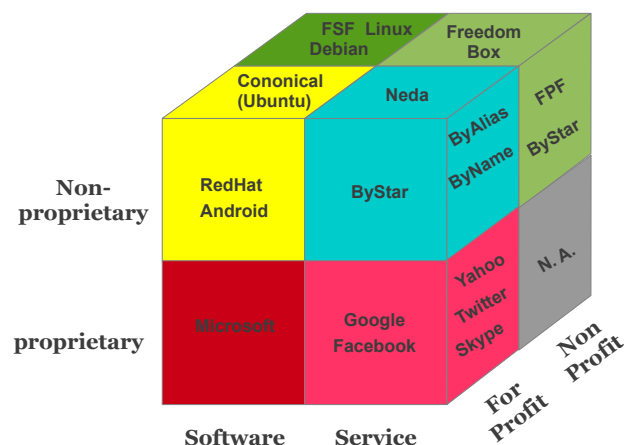 FSF Linux
Debian
Freedom
Box
Cononical
(Ubuntu)
Neda
FPF
ByStar
ByAlias
ByName
Non-
proprietary
RedHat
Android
ByStar
Yahoo
Twitter
Skype
N. A.
proprietary
Microsoft
Google
Facebook
For
Profit
Non
Profit
Software
Service